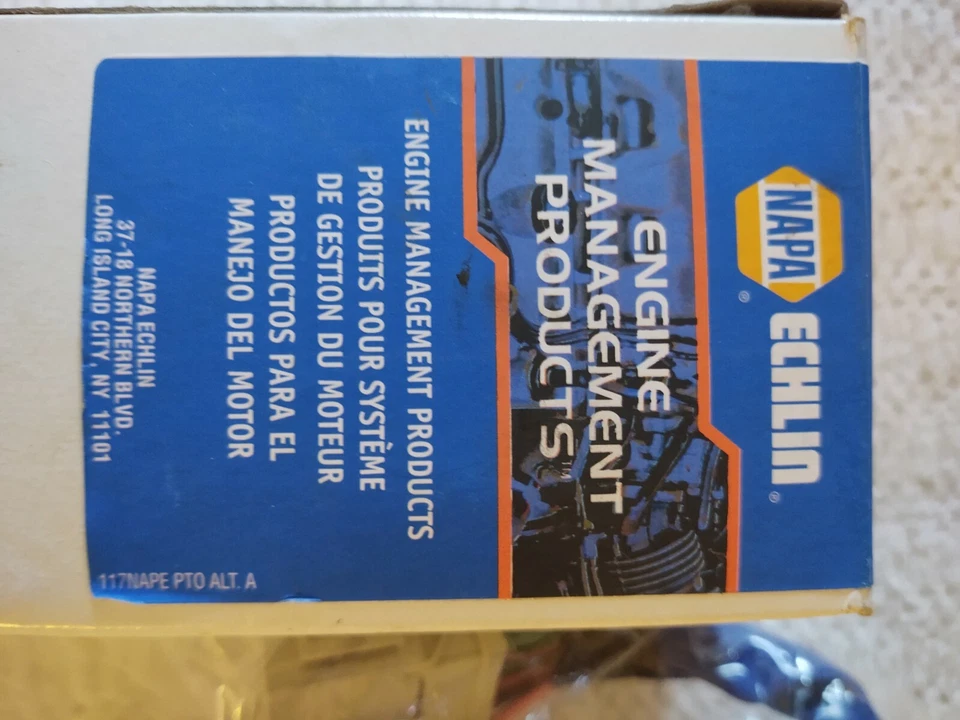 NAPA
®
ECHLIN
®
ENGINE
MANAGEMENT
PRODUCTS™
ENGINE MANAGEMENT PRODUCTS
PRODUITS POUR SYSTÈME
DE GESTION DU MOTEUR
PRODUCTOS PARA EL
MANEJO DEL MOTOR
NAPA ECHLIN
37-18 NORTHERN BLVD.
LONG ISLAND CITY, NY 11101
117NAPE PTO ALT. A